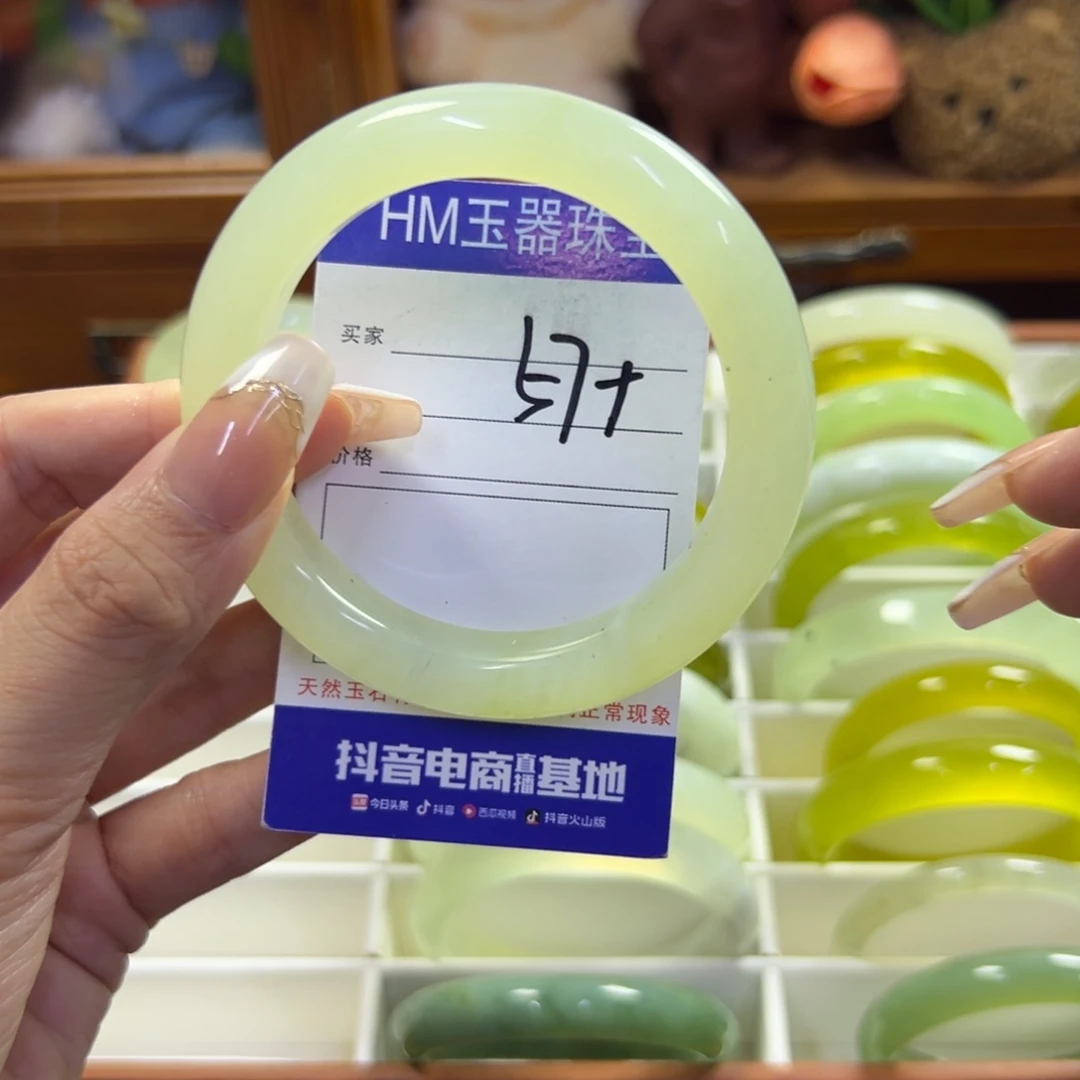 HM玉器珠宝
买家
57+
价格
天然玉石 正常现象
抖音电商直播基地
今日头条 抖音 西瓜视频 抖音火山版